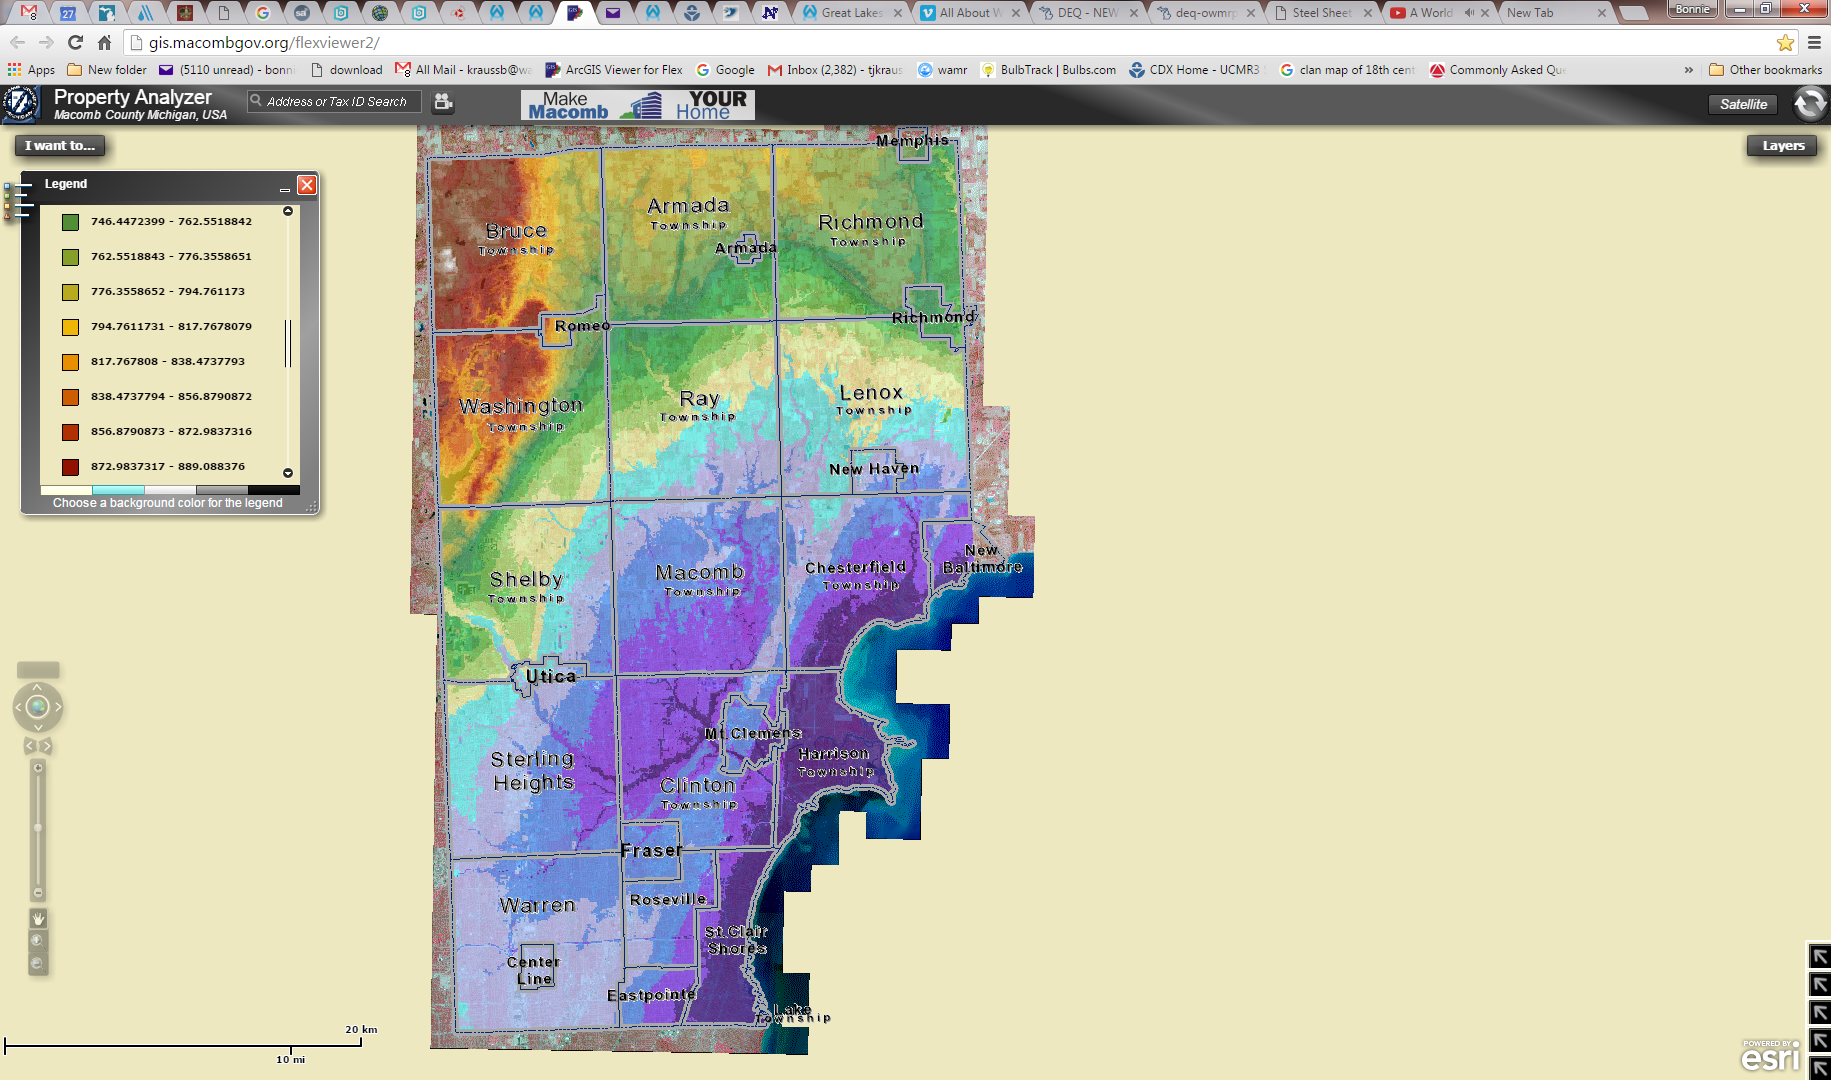 Great Lakes
All About W
DEQ - NEW
deq-owmrp
Steel Sheet
A World
New Tab
Bonnie
gis.macombgov.org/flexviewer2/
Apps
New folder
(5110 unread) - bonni
download
All Mail - kraussb@wa
ArcGIS Viewer for Flex
Google
Inbox (2,382) - tjkraus
wamr
BulbTrack | Bulbs.com
CDX Home - UCMR3
clan map of 18th cent
Commonly Asked Que
» Other bookmarks
Property Analyzer
Macomb County Michigan, USA
Address or Tax ID Search
Make Macomb YOUR Home
Satellite
I want to...
Layers
Legend
746.4472399 - 762.5518842
762.5518843 - 776.3558651
776.3558652 - 794.761173
794.7611731 - 817.7678079
817.767808 - 838.4737793
838.4737794 - 856.8790872
856.8790873 - 872.9837316
872.9837317 - 889.088376
Choose a background color for the legend
Memphis
Armada
Township
Richmond
Township
Bruce
Township
Armada
Richmond
Romeo
Washington
Township
Ray
Township
Lenox
Township
New Haven
New
Baltimore
Chesterfield
Township
Macomb
Township
Shelby
Township
Utica
Mt.Clemens
Sterling
Heights
Harrison
Township
Clinton
Township
Fraser
Roseville
Warren
St.Clair
Shores
Center
Line
Eastpointe
Lake
Township
20 km
10 mi
POWERED BY
esri